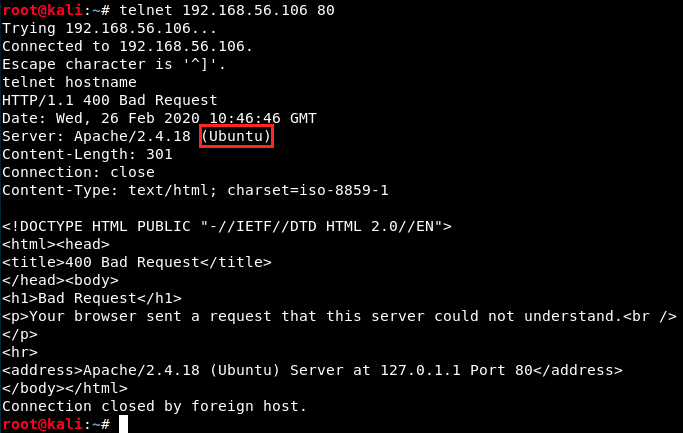 root@kali:~# telnet 192.168.56.106 80
Trying 192.168.56.106...
Connected to 192.168.56.106.
Escape character is '^]'.
telnet hostname
HTTP/1.1 400 Bad Request
Date: Wed, 26 Feb 2020 10:46:46 GMT
Server: Apache/2.4.18 (Ubuntu)
Content-Length: 301
Connection: close
Content-Type: text/html; charset=iso-8859-1

<!DOCTYPE HTML PUBLIC "-//IETF//DTD HTML 2.0//EN">
<html><head>
<title>400 Bad Request</title>
</head><body>
<h1>Bad Request</h1>
<p>Your browser sent a request that this server could not understand.<br />
</p>
<hr>
<address>Apache/2.4.18 (Ubuntu) Server at 127.0.1.1 Port 80</address>
</body></html>
Connection closed by foreign host.
root@kali:~#